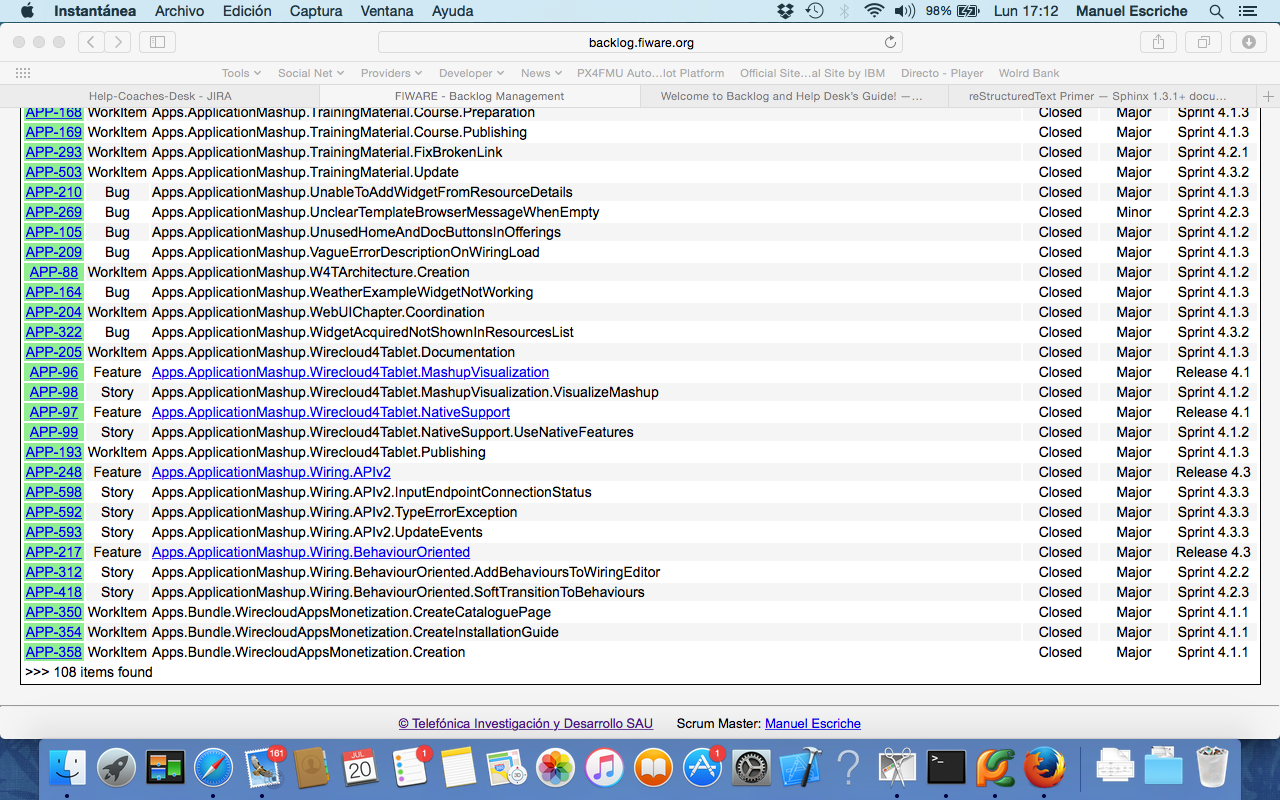 Instantánea Archivo Edición Captura Ventana Ayuda 98% Lun 17:12 Manuel Escriche
backlog.fiware.org
Tools Social Net Providers Developer News PX4FMU Auto...lot Platform Official Site...al Site by IBM Directo - Player Wolrd Bank
Help-Coaches-Desk - JIRA FIWARE - Backlog Management Welcome to Backlog and Help Desk's Guide! —... reStructuredText Primer — Sphinx 1.3.1+ docu...
APP-168 WorkItem Apps.ApplicationMashup.TrainingMaterial.Course.Preparation Closed Major Sprint 4.1.3
APP-169 WorkItem Apps.ApplicationMashup.TrainingMaterial.Course.Publishing Closed Major Sprint 4.1.3
APP-293 WorkItem Apps.ApplicationMashup.TrainingMaterial.FixBrokenLink Closed Major Sprint 4.2.1
APP-503 WorkItem Apps.ApplicationMashup.TrainingMaterial.Update Closed Major Sprint 4.3.2
APP-210 Bug Apps.ApplicationMashup.UnableToAddWidgetFromResourceDetails Closed Major Sprint 4.1.3
APP-269 Bug Apps.ApplicationMashup.UnclearTemplateBrowserMessageWhenEmpty Closed Minor Sprint 4.2.3
APP-105 Bug Apps.ApplicationMashup.UnusedHomeAndDocButtonsInOfferings Closed Major Sprint 4.1.2
APP-209 Bug Apps.ApplicationMashup.VagueErrorDescriptionOnWiringLoad Closed Major Sprint 4.1.3
APP-88 WorkItem Apps.ApplicationMashup.W4TArchitecture.Creation Closed Major Sprint 4.1.2
APP-164 Bug Apps.ApplicationMashup.WeatherExampleWidgetNotWorking Closed Major Sprint 4.1.3
APP-204 WorkItem Apps.ApplicationMashup.WebUIChapter.Coordination Closed Major Sprint 4.1.3
APP-322 Bug Apps.ApplicationMashup.WidgetAcquiredNotShownInResourcesList Closed Major Sprint 4.3.2
APP-205 WorkItem Apps.ApplicationMashup.Wirecloud4Tablet.Documentation Closed Major Sprint 4.1.3
APP-96 Feature Apps.ApplicationMashup.Wirecloud4Tablet.MashupVisualization Closed Major Release 4.1
APP-98 Story Apps.ApplicationMashup.Wirecloud4Tablet.MashupVisualization.VisualizeMashup Closed Major Sprint 4.1.2
APP-97 Feature Apps.ApplicationMashup.Wirecloud4Tablet.NativeSupport Closed Major Release 4.1
APP-99 Story Apps.ApplicationMashup.Wirecloud4Tablet.NativeSupport.UseNativeFeatures Closed Major Sprint 4.1.2
APP-193 WorkItem Apps.ApplicationMashup.Wirecloud4Tablet.Publishing Closed Major Sprint 4.1.3
APP-248 Feature Apps.ApplicationMashup.Wiring.APIv2 Closed Major Release 4.3
APP-598 Story Apps.ApplicationMashup.Wiring.APIv2.InputEndpointConnectionStatus Closed Major Sprint 4.3.3
APP-592 Story Apps.ApplicationMashup.Wiring.APIv2.TypeErrorException Closed Major Sprint 4.3.3
APP-593 Story Apps.ApplicationMashup.Wiring.APIv2.UpdateEvents Closed Major Sprint 4.3.3
APP-217 Feature Apps.ApplicationMashup.Wiring.BehaviourOriented Closed Major Release 4.3
APP-312 Story Apps.ApplicationMashup.Wiring.BehaviourOriented.AddBehavioursToWiringEditor Closed Major Sprint 4.2.2
APP-418 Story Apps.ApplicationMashup.Wiring.BehaviourOriented.SoftTransitionToBehaviours Closed Major Sprint 4.2.3
APP-350 WorkItem Apps.Bundle.WirecloudAppsMonetization.CreateCataloguePage Closed Major Sprint 4.1.1
APP-354 WorkItem Apps.Bundle.WirecloudAppsMonetization.CreateInstallationGuide Closed Major Sprint 4.1.1
APP-358 WorkItem Apps.Bundle.WirecloudAppsMonetization.Creation Closed Major Sprint 4.1.1
>>> 108 items found
© Telefónica Investigación y Desarrollo SAU Scrum Master: Manuel Escriche
161 JUL 20 1 1